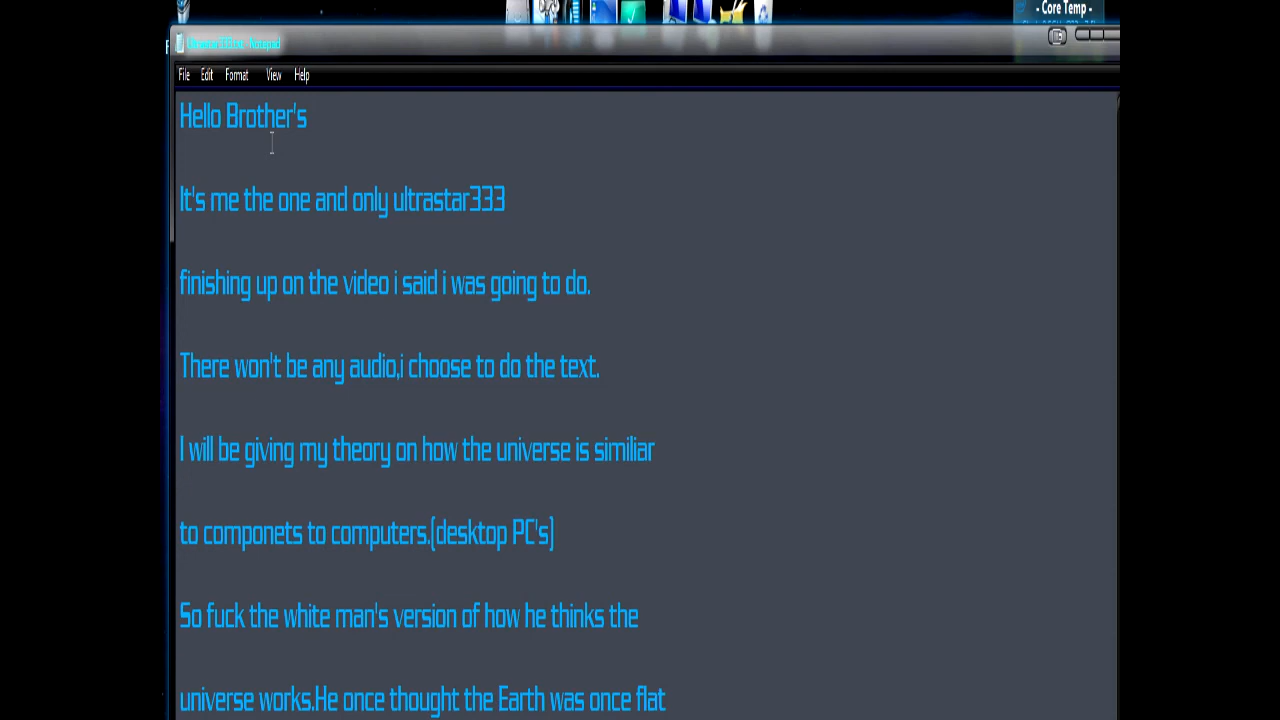 - Core Temp -
File Edit Format View Help
Hello Brother's
It's me the one and only ultrastar333
finishing up on the video i said i was going to do.
There won't be any audio,i choose to do the text.
I will be giving my theory on how the universe is similiar
to componets to computers.(desktop PC's)
So fuck the white man's version of how he thinks the
universe works.He once thought the Earth was once flat